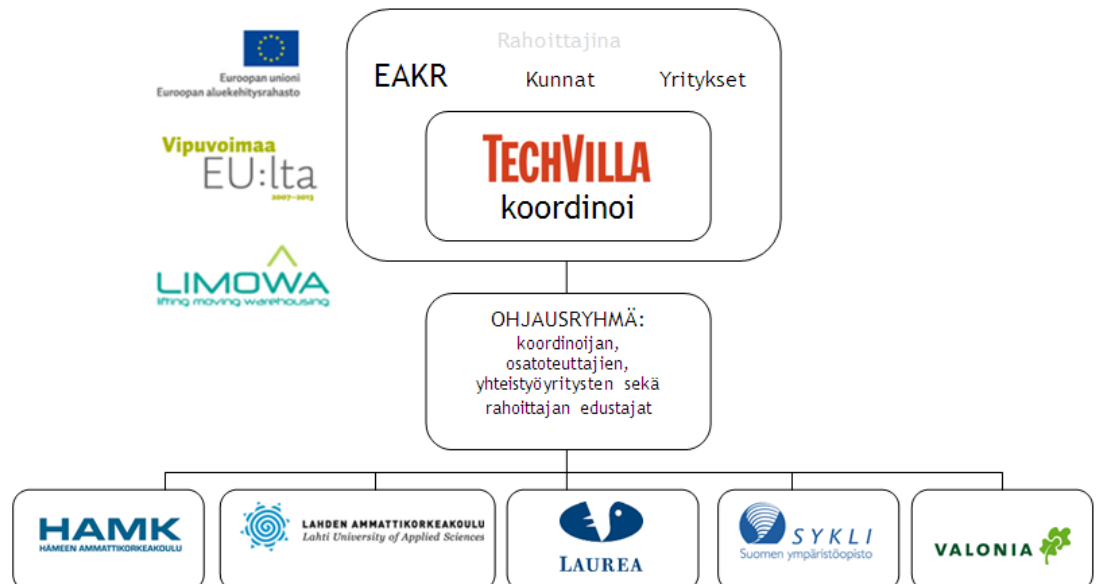 Euroopan unioni
Euroopan aluekehitysrahasto
Vipuvoimaa
EU:lta
2007–2013
LIMOWA
lifting moving warehousing
Rahoittajina
EAKR Kunnat Yritykset
TECHVILLA
koordinoi
OHJAUSRYHMÄ:
koordinoijan,
osatoteuttajien,
yhteistyöyritysten sekä
rahoittajan edustajat
HAMK
HÄMEEN AMMATTIKORKEAKOULU
LAHDEN AMMATTIKORKEAKOULU
Lahti University of Applied Sciences
LAUREA
SYKLI
Suomen ympäristöopisto
VALONIA